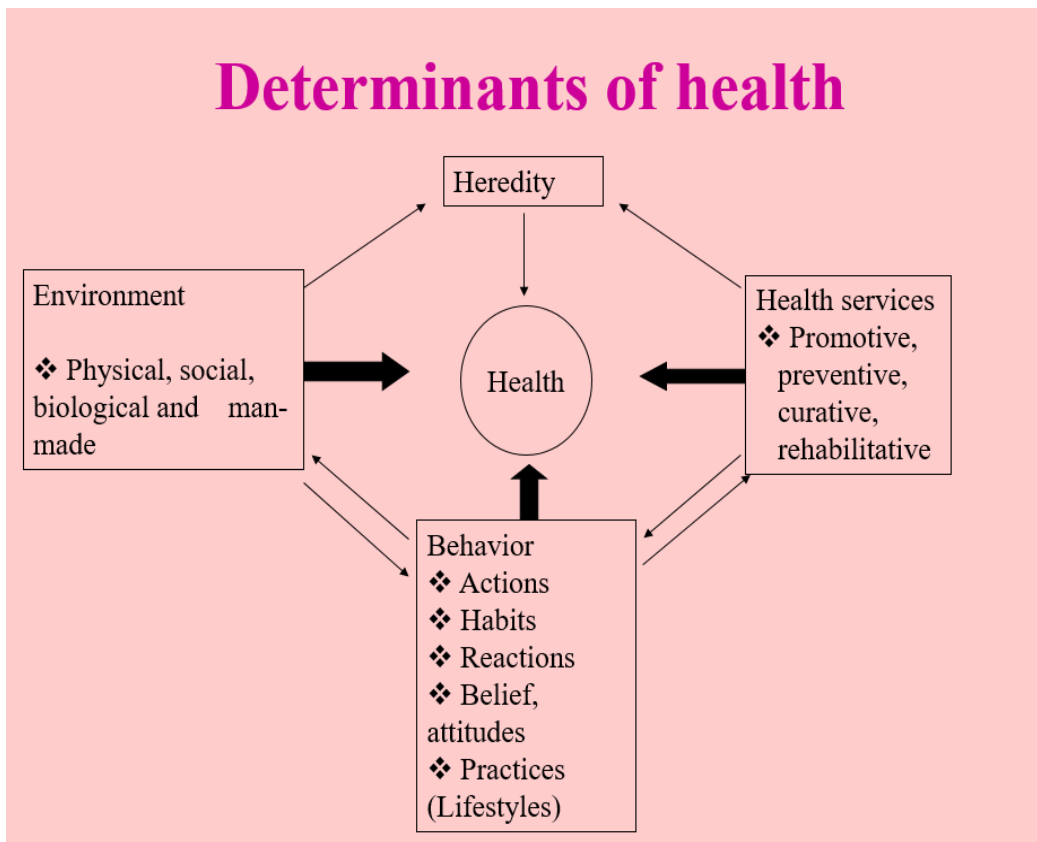 Determinants of health
Heredity
Environment
❖ Physical, social,
biological and man-
made
Health
Health services
❖ Promotive,
preventive,
curative,
rehabilitative
Behavior
❖ Actions
❖ Habits
❖ Reactions
❖ Belief,
attitudes
❖ Practices
(Lifestyles)